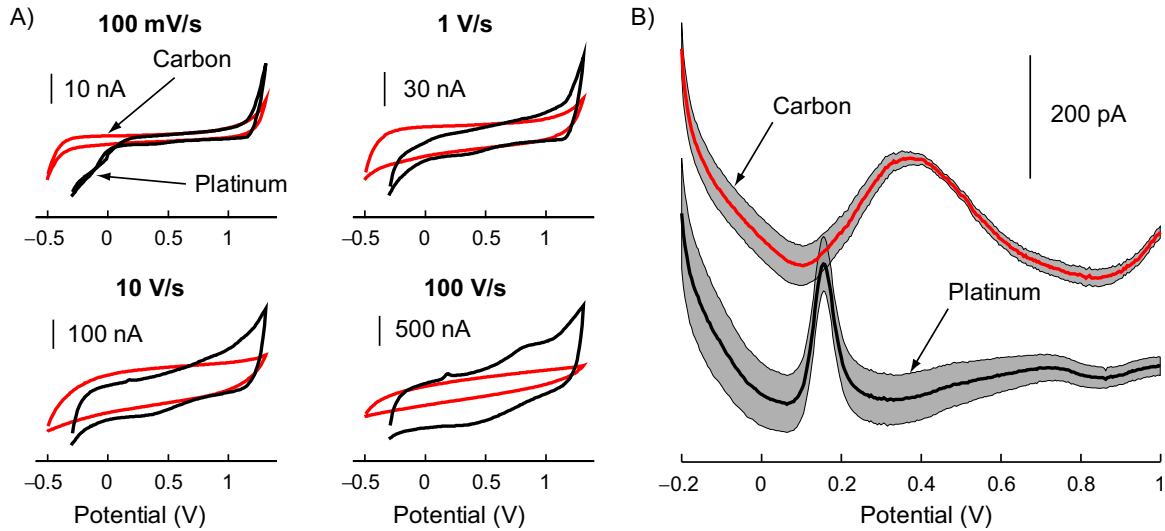 A)
100 mV/s
10 nA
Carbon
Platinum
−0.5 0 0.5 1
1 V/s
30 nA
−0.5 0 0.5 1
10 V/s
100 nA
−0.5 0 0.5 1
Potential (V)
100 V/s
500 nA
−0.5 0 0.5 1
Potential (V)
B)
200 pA
Carbon
Platinum
−0.2 0 0.2 0.4 0.6 0.8 1
Potential (V)